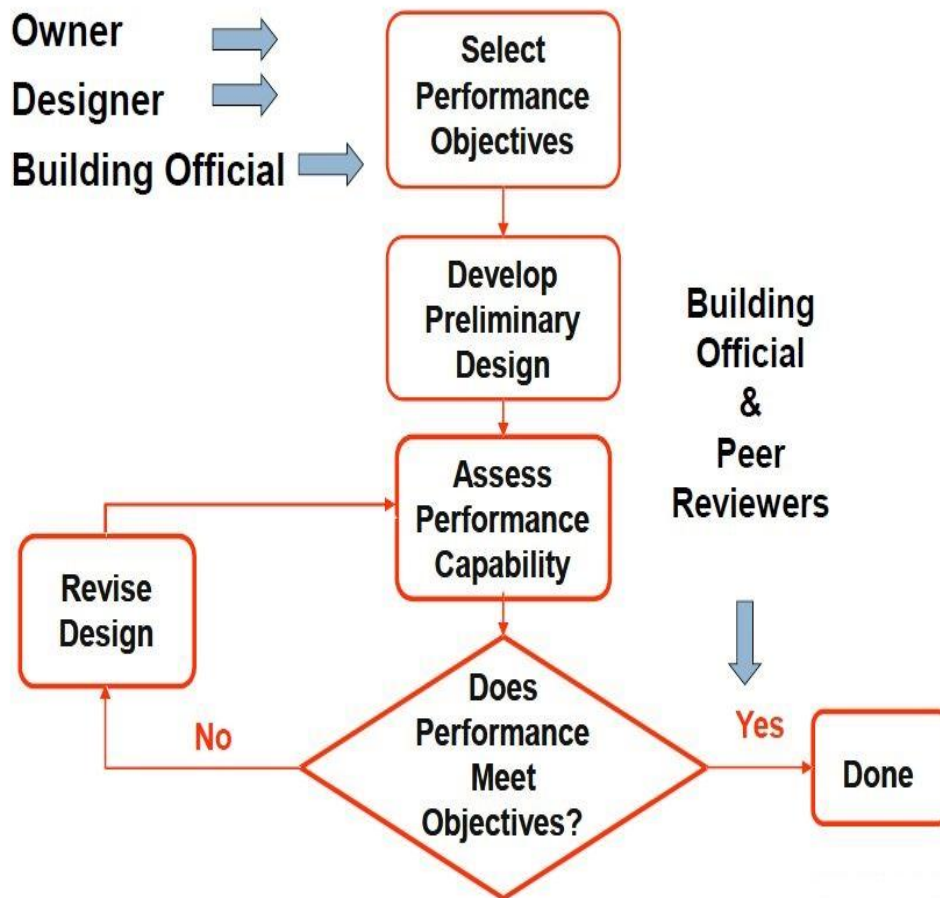 Owner
Designer
Building Official
Select
Performance
Objectives
Develop
Preliminary
Design
Building
Official
&
Peer
Reviewers
Assess
Performance
Capability
Revise
Design
Does
Performance
Meet
Objectives?
No
Yes
Done